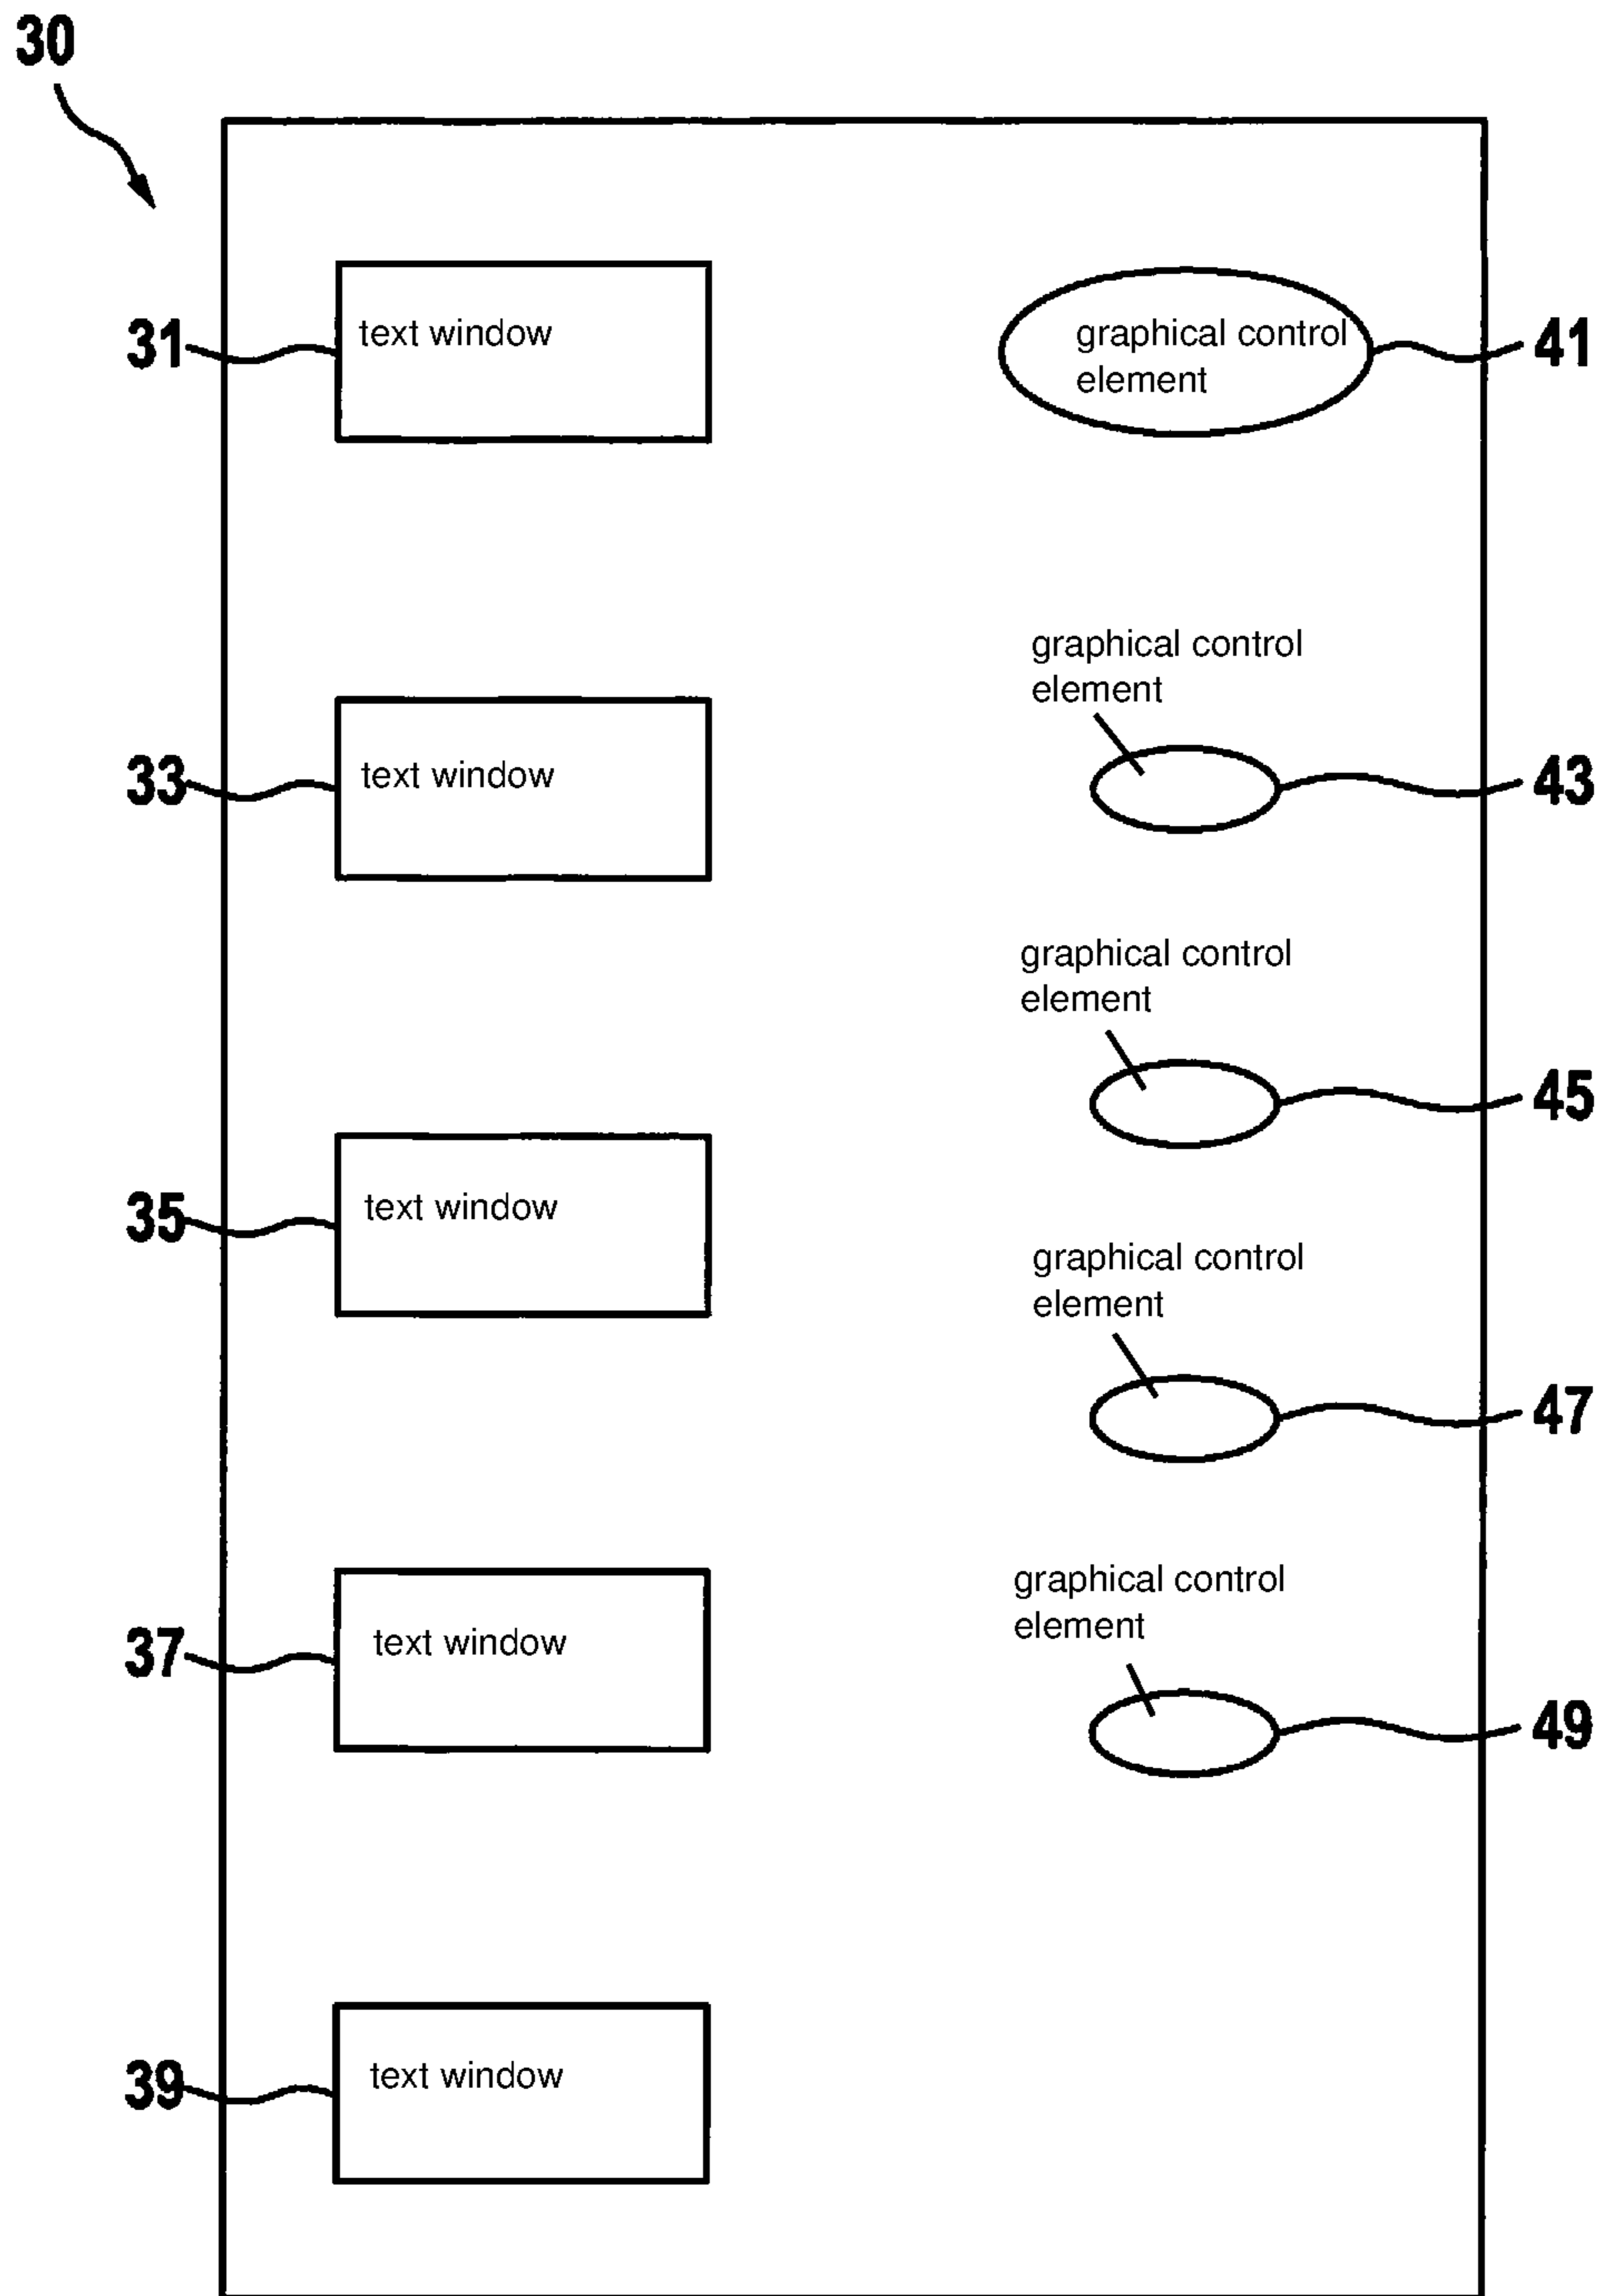 30
31 text window
graphical control
element 41
graphical control
element
33 text window
43
graphical control
element
45
35 text window
graphical control
element
47
37 text window
graphical control
element
49
39 text window